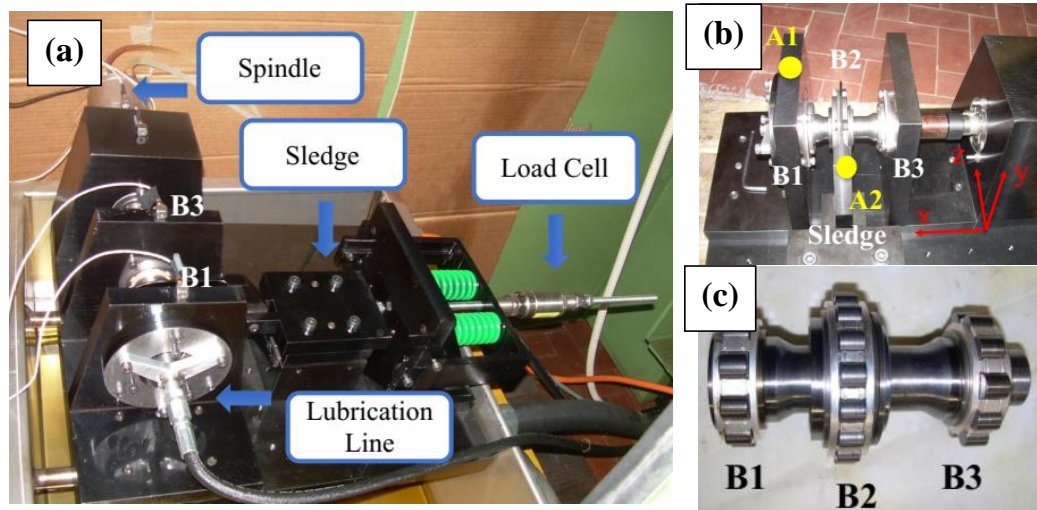 (a)
Spindle
Sledge
Load Cell
B3
B1
Lubrication
Line
(b)
A1
B2
B1
B3
A2
z
y
x
Sledge
(c)
B1
B2
B3